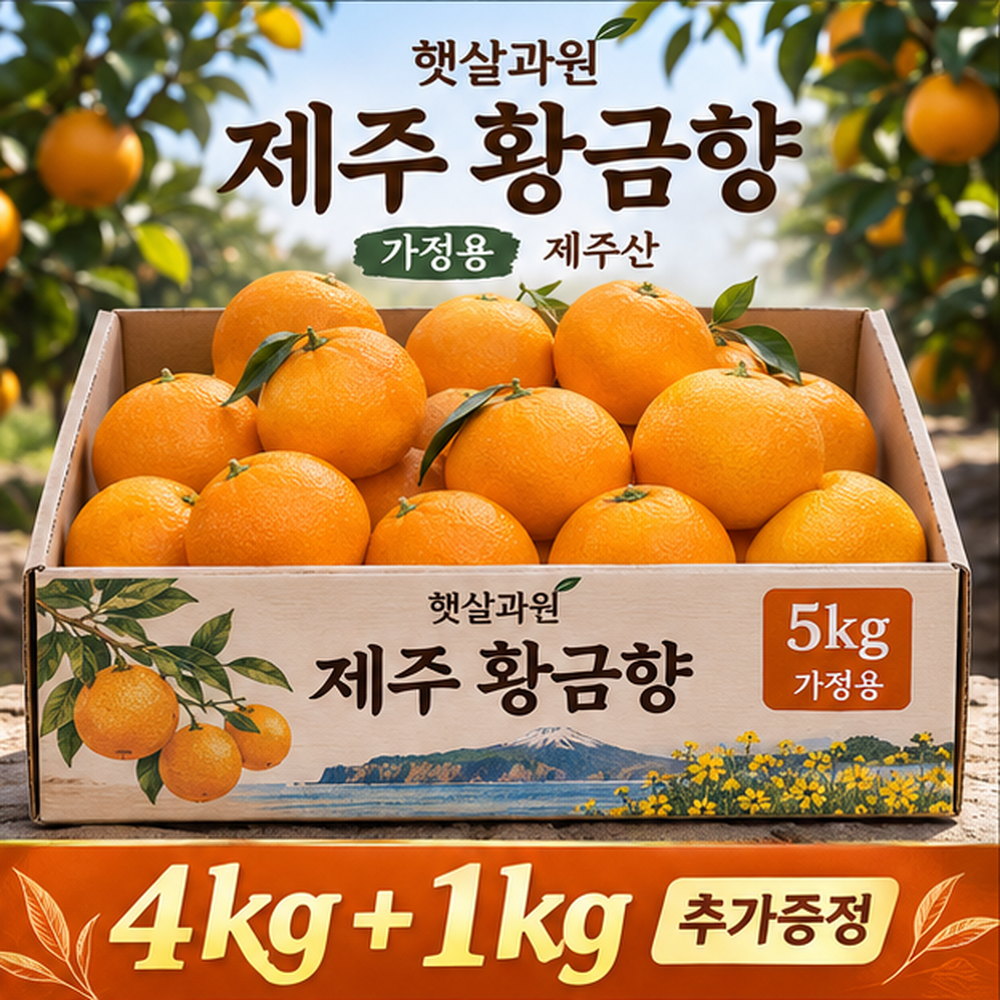 햇살과원
제주 황금향
가정용 제주산
햇살과원
제주 황금향
5kg
가정용
4kg+1kg 추가증정